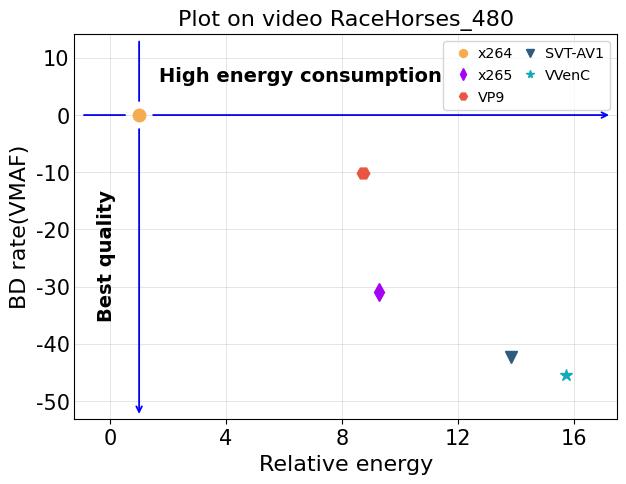 Plot on video RaceHorses_480
x264
x265
VP9
SVT-AV1
VVenC
High energy consumption
Best quality
BD rate(VMAF)
10
0
-10
-20
-30
-40
-50
0 4 8 12 16
Relative energy